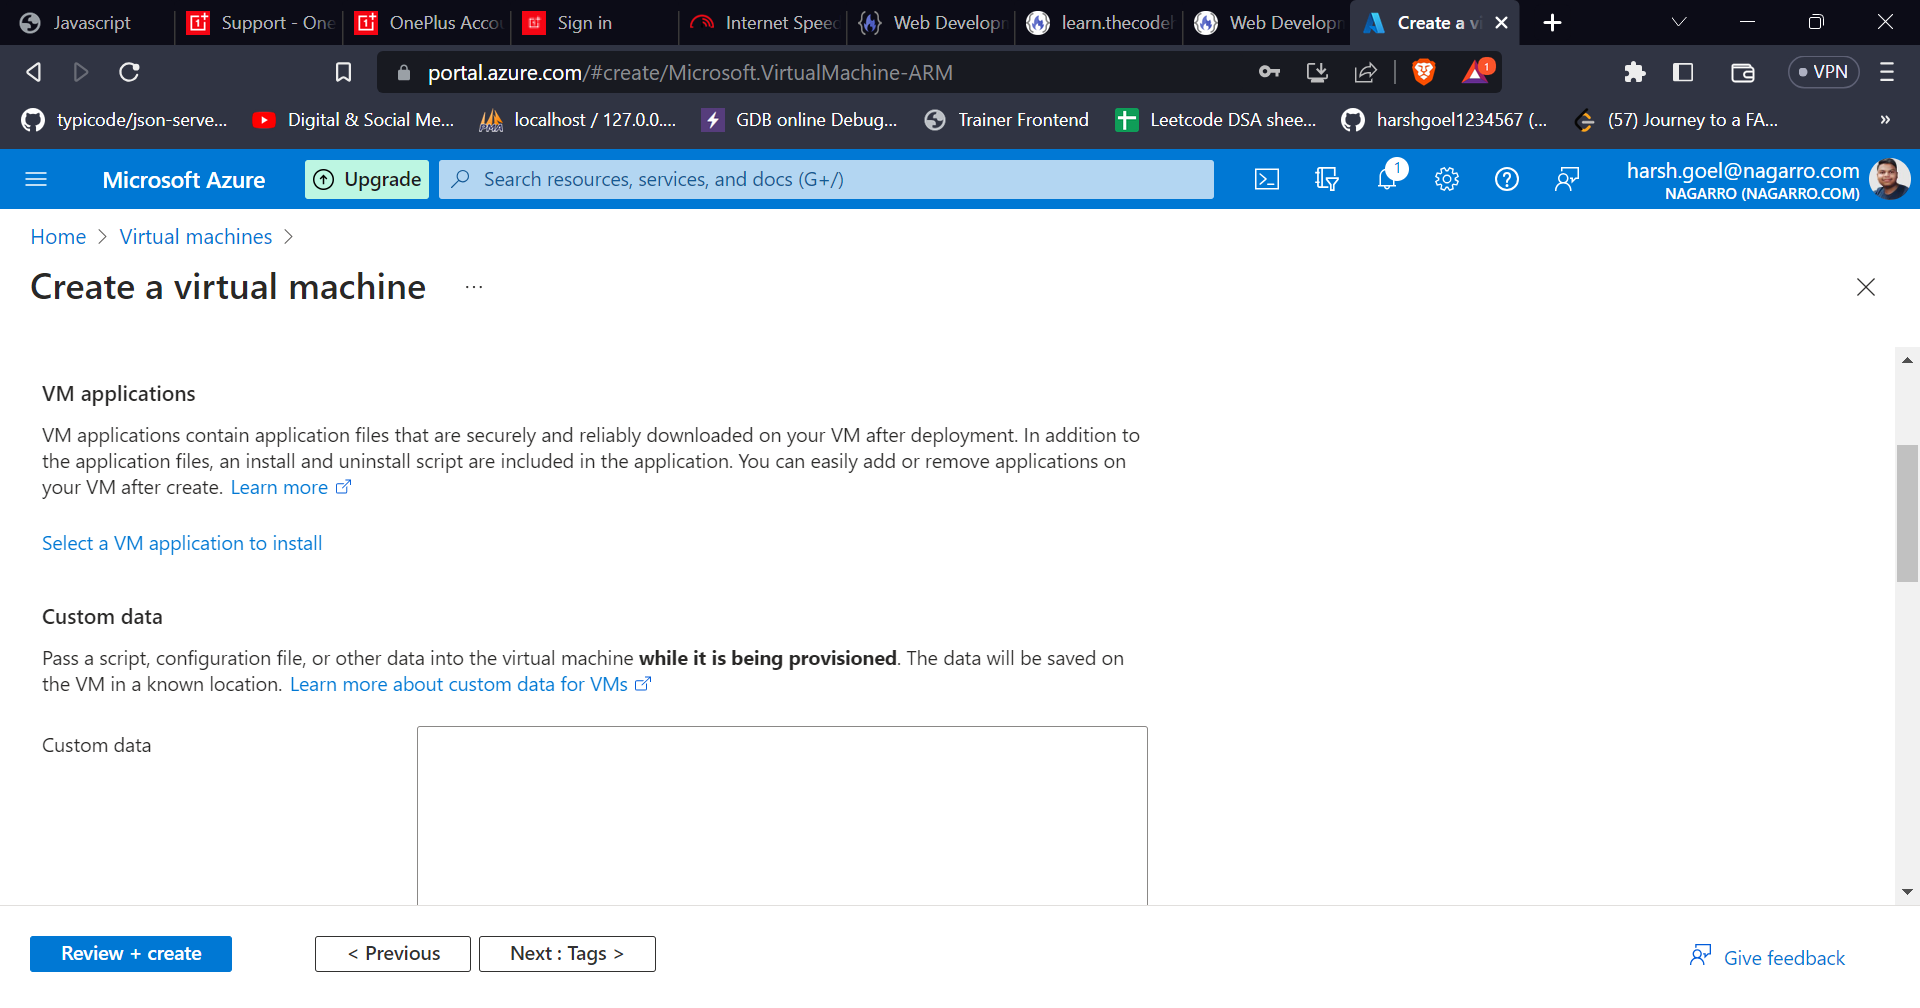 Javascript
Support - One
OnePlus Accou
Sign in
Internet Speed
Web Developm
learn.thecodeh
Web Developm
Create a vi
portal.azure.com/#create/Microsoft.VirtualMachine-ARM
1
VPN
typicode/json-serve...
Digital & Social Me...
localhost / 127.0.0....
GDB online Debug...
Trainer Frontend
Leetcode DSA shee...
harshgoel1234567 (...
(57) Journey to a FA...
»
Microsoft Azure
Upgrade
Search resources, services, and docs (G+/)
1
harsh.goel@nagarro.com
NAGARRO (NAGARRO.COM)
Home > Virtual machines >
Create a virtual machine ...
VM applications
VM applications contain application files that are securely and reliably downloaded on your VM after deployment. In addition to
the application files, an install and uninstall script are included in the application. You can easily add or remove applications on
your VM after create. Learn more
Select a VM application to install
Custom data
Pass a script, configuration file, or other data into the virtual machine while it is being provisioned. The data will be saved on
the VM in a known location. Learn more about custom data for VMs
Custom data
Review + create
< Previous
Next : Tags >
Give feedback